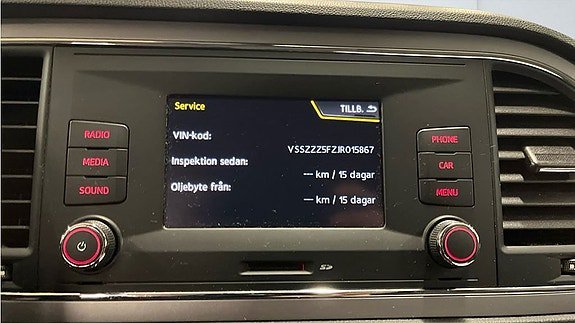 Service
TILLB.
VIN-kod:
VSSZZZ5FZJR015867
Inspektion sedan:
--- km / 15 dagar
Oljebyte från:
--- km / 15 dagar
RADIO
MEDIA
SOUND
PHONE
CAR
MENU
SD